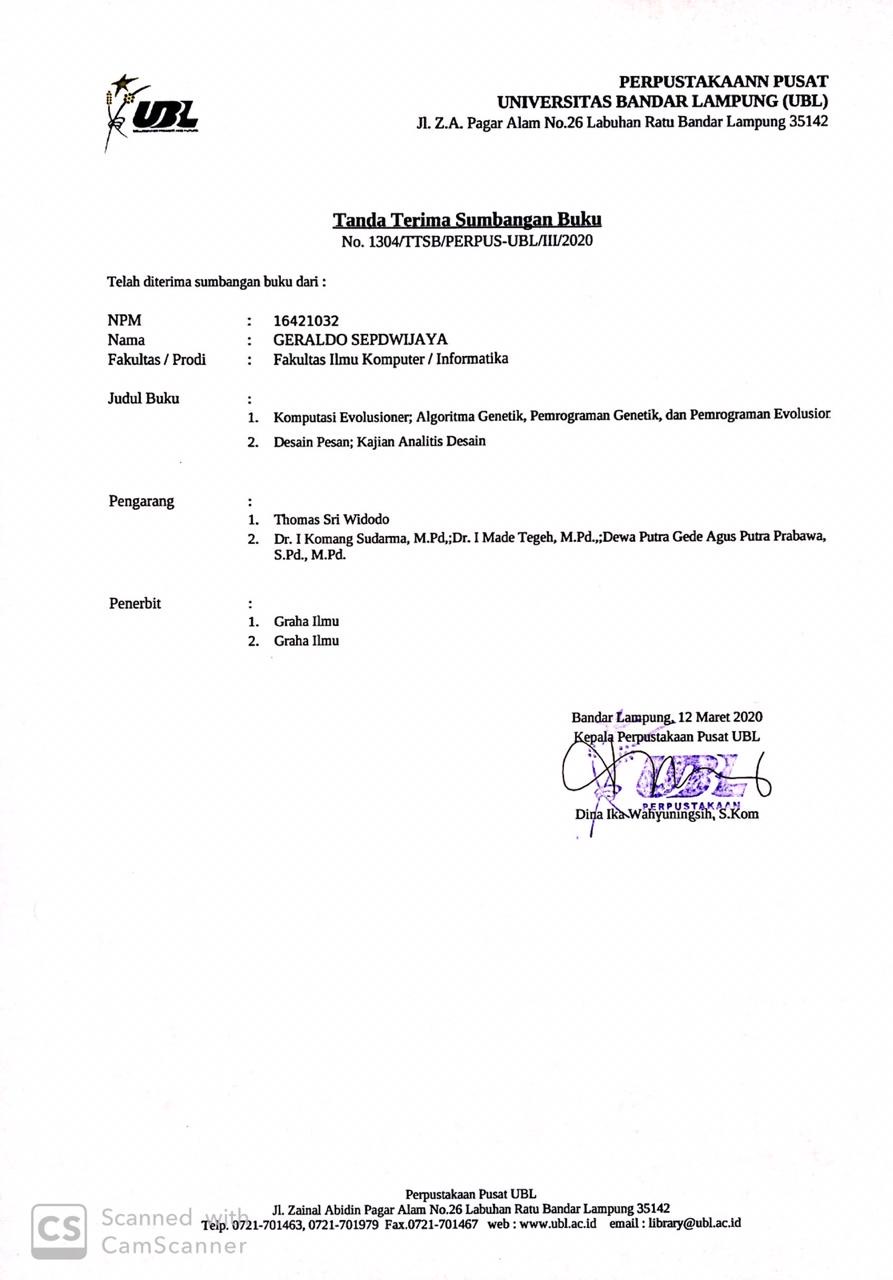 UBL
PERPUSTAKAANN PUSAT
UNIVERSITAS BANDAR LAMPUNG (UBL)
Jl. Z.A. Pagar Alam No.26 Labuhan Ratu Bandar Lampung 35142
Tanda Terima Sumbangan Buku
No. 1304/TTSB/PERPUS-UBL/III/2020
Telah diterima sumbangan buku dari :
NPM : 16421032
Nama : GERALDO SEPDWIJAYA
Fakultas / Prodi : Fakultas Ilmu Komputer / Informatika
Judul Buku :
1. Komputasi Evolusioner; Algoritma Genetik, Pemrograman Genetik, dan Pemrograman Evolusior
2. Desain Pesan; Kajian Analitis Desain
Pengarang :
1. Thomas Sri Widodo
2. Dr. I Komang Sudarma, M.Pd,;Dr. I Made Tegeh, M.Pd.,;Dewa Putra Gede Agus Putra Prabawa,
S.Pd., M.Pd.
Penerbit :
1. Graha Ilmu
2. Graha Ilmu
Bandar Lampung, 12 Maret 2020
Kepala Perpustakaan Pusat UBL
UBL
PERPUSTAKAAN
Dina Ika Wahyuningsih, S.Kom
Perpustakaan Pusat UBL
Jl. Zainal Abidin Pagar Alam No.26 Labuhan Ratu Bandar Lampung 35142
Telp. 0721-701463, 0721-701979 Fax.0721-701467 web : www.ubl.ac.id email : library@ubl.ac.id
CS
Scanned with
CamScanner